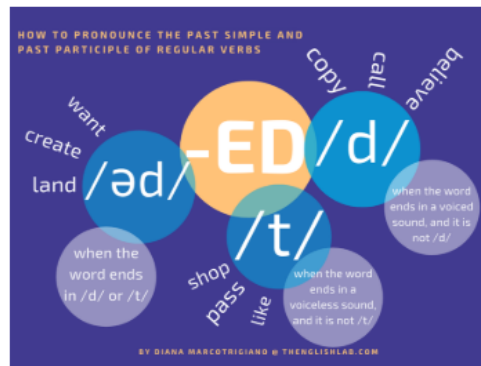 HOW TO PRONOUNCE THE PAST SIMPLE AND
PAST PARTICIPLE OF REGULAR VERBS
want
create
land
/əd/
when the
word ends
in /d/ or /t/
-ED
/t/
shop
pass
like
when the word
ends in a
voiceless sound,
and it is not /t/
copy
call
believe
/d/
when the word
ends in a voiced
sound, and it is
not /d/
BY DIANA MARCOTRIGIANO @ THENGLISHLAB.COM